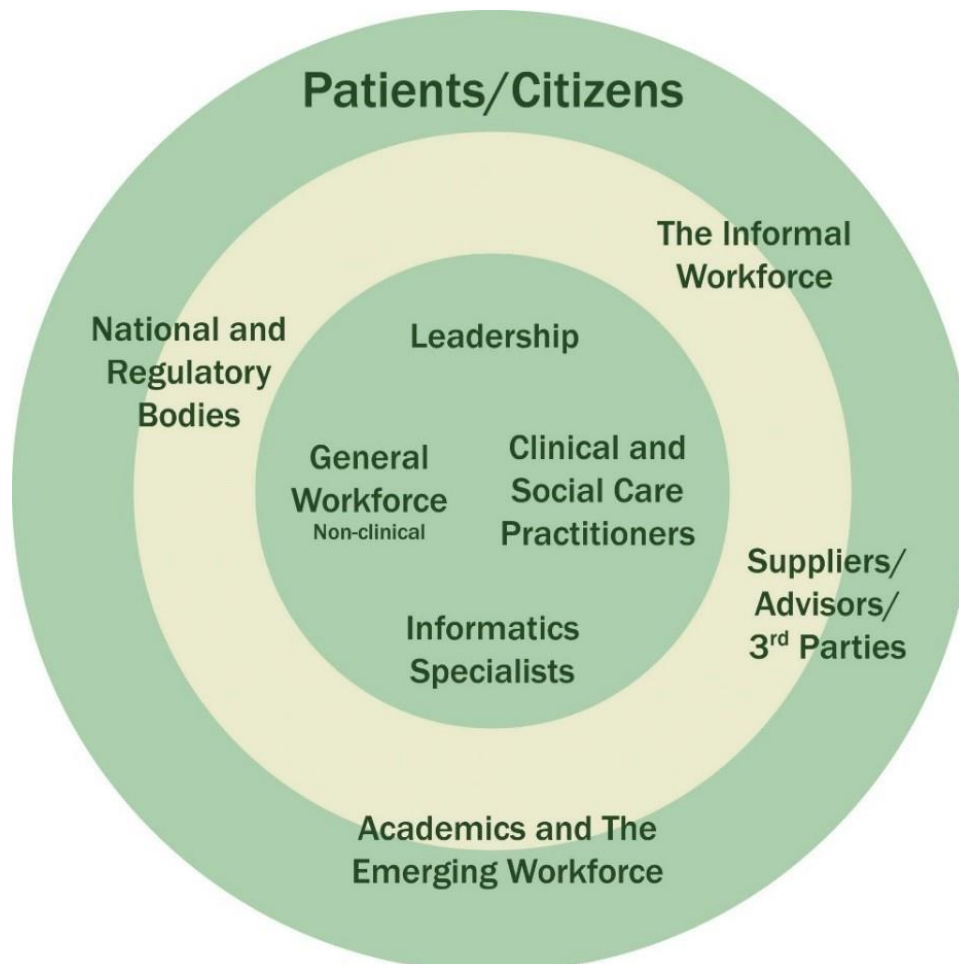 Patients/Citizens
The Informal
Workforce
National and
Regulatory
Bodies
Leadership
General
Workforce
Non-clinical
Clinical and
Social Care
Practitioners
Suppliers/
Advisors/
3rd Parties
Informatics
Specialists
Academics and The
Emerging Workforce